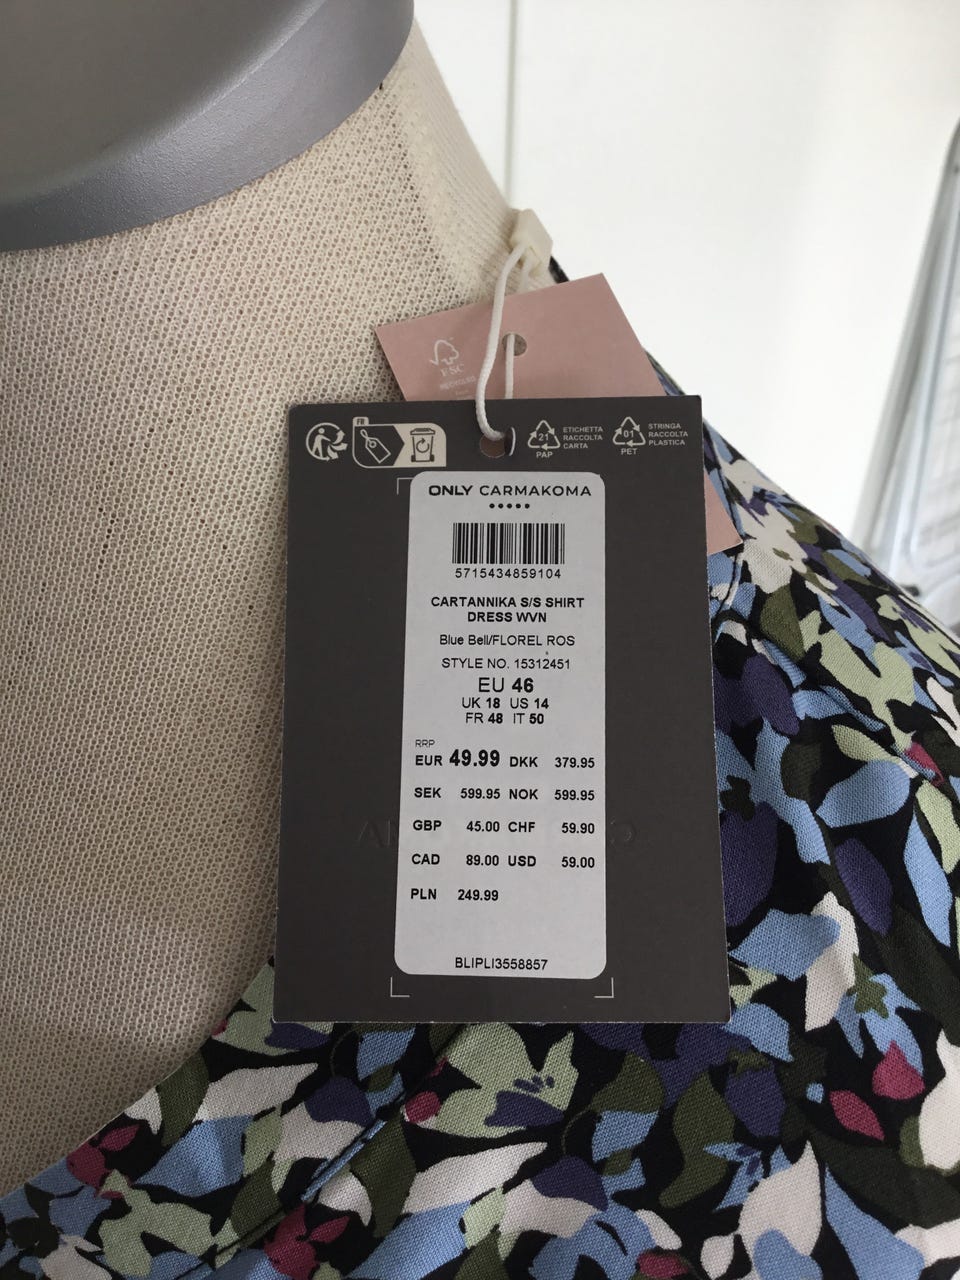 FSC
RECYCLED
FR
21
PAP
ETICHETTA
RACCOLTA
CARTA
01
PET
STRINGA
RACCOLTA
PLASTICA
ONLY CARMAKOMA
5715434859104
CARTANNIKA S/S SHIRT
DRESS WVN
Blue Bell/FLOREL ROS
STYLE NO. 15312451
EU 46
UK 18 US 14
FR 48 IT 50
RRP
EUR 49.99 DKK 379.95
SEK 599.95 NOK 599.95
GBP 45.00 CHF 59.90
CAD 89.00 USD 59.00
PLN 249.99
BLIPLI3558857